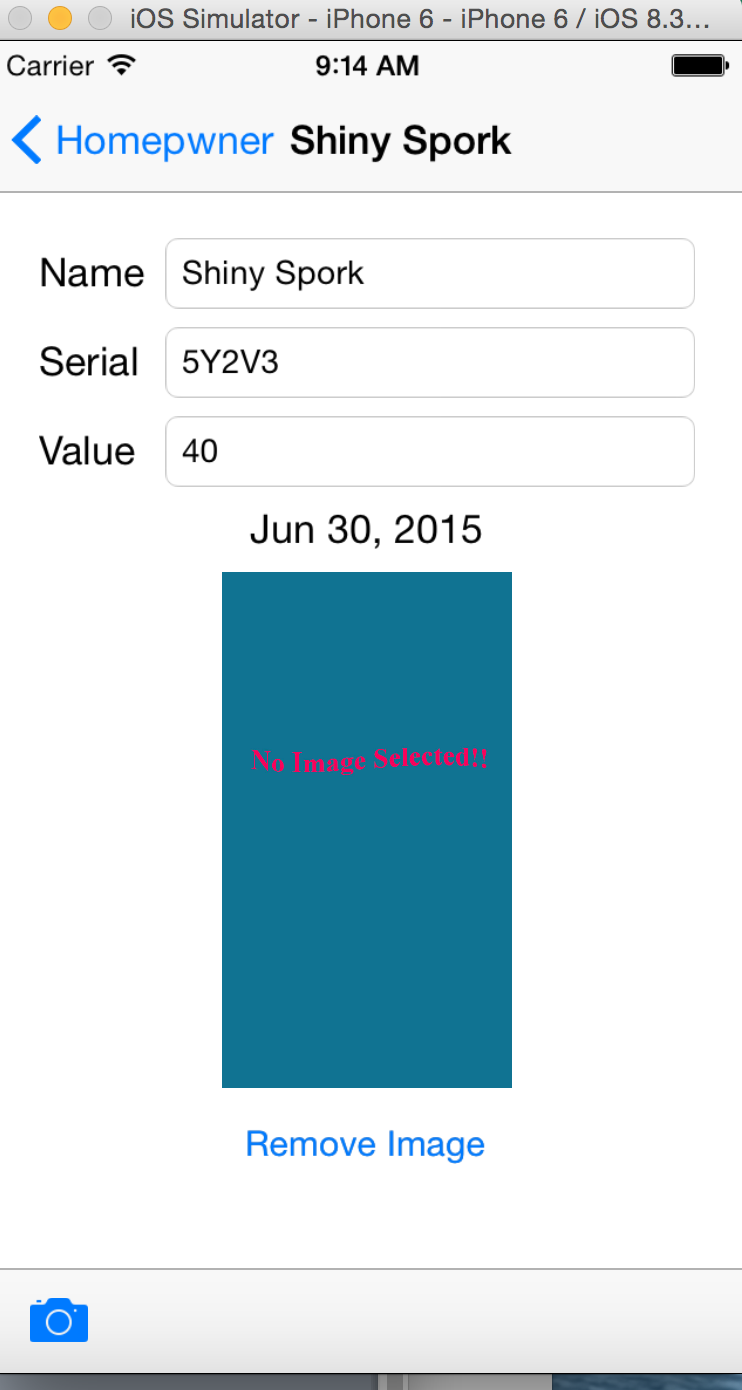 iOS Simulator - iPhone 6 - iPhone 6 / iOS 8.3...
Carrier 9:14 AM
Homepwner Shiny Spork
Name Shiny Spork
Serial 5Y2V3
Value 40
Jun 30, 2015
No Image Selected!!
Remove Image